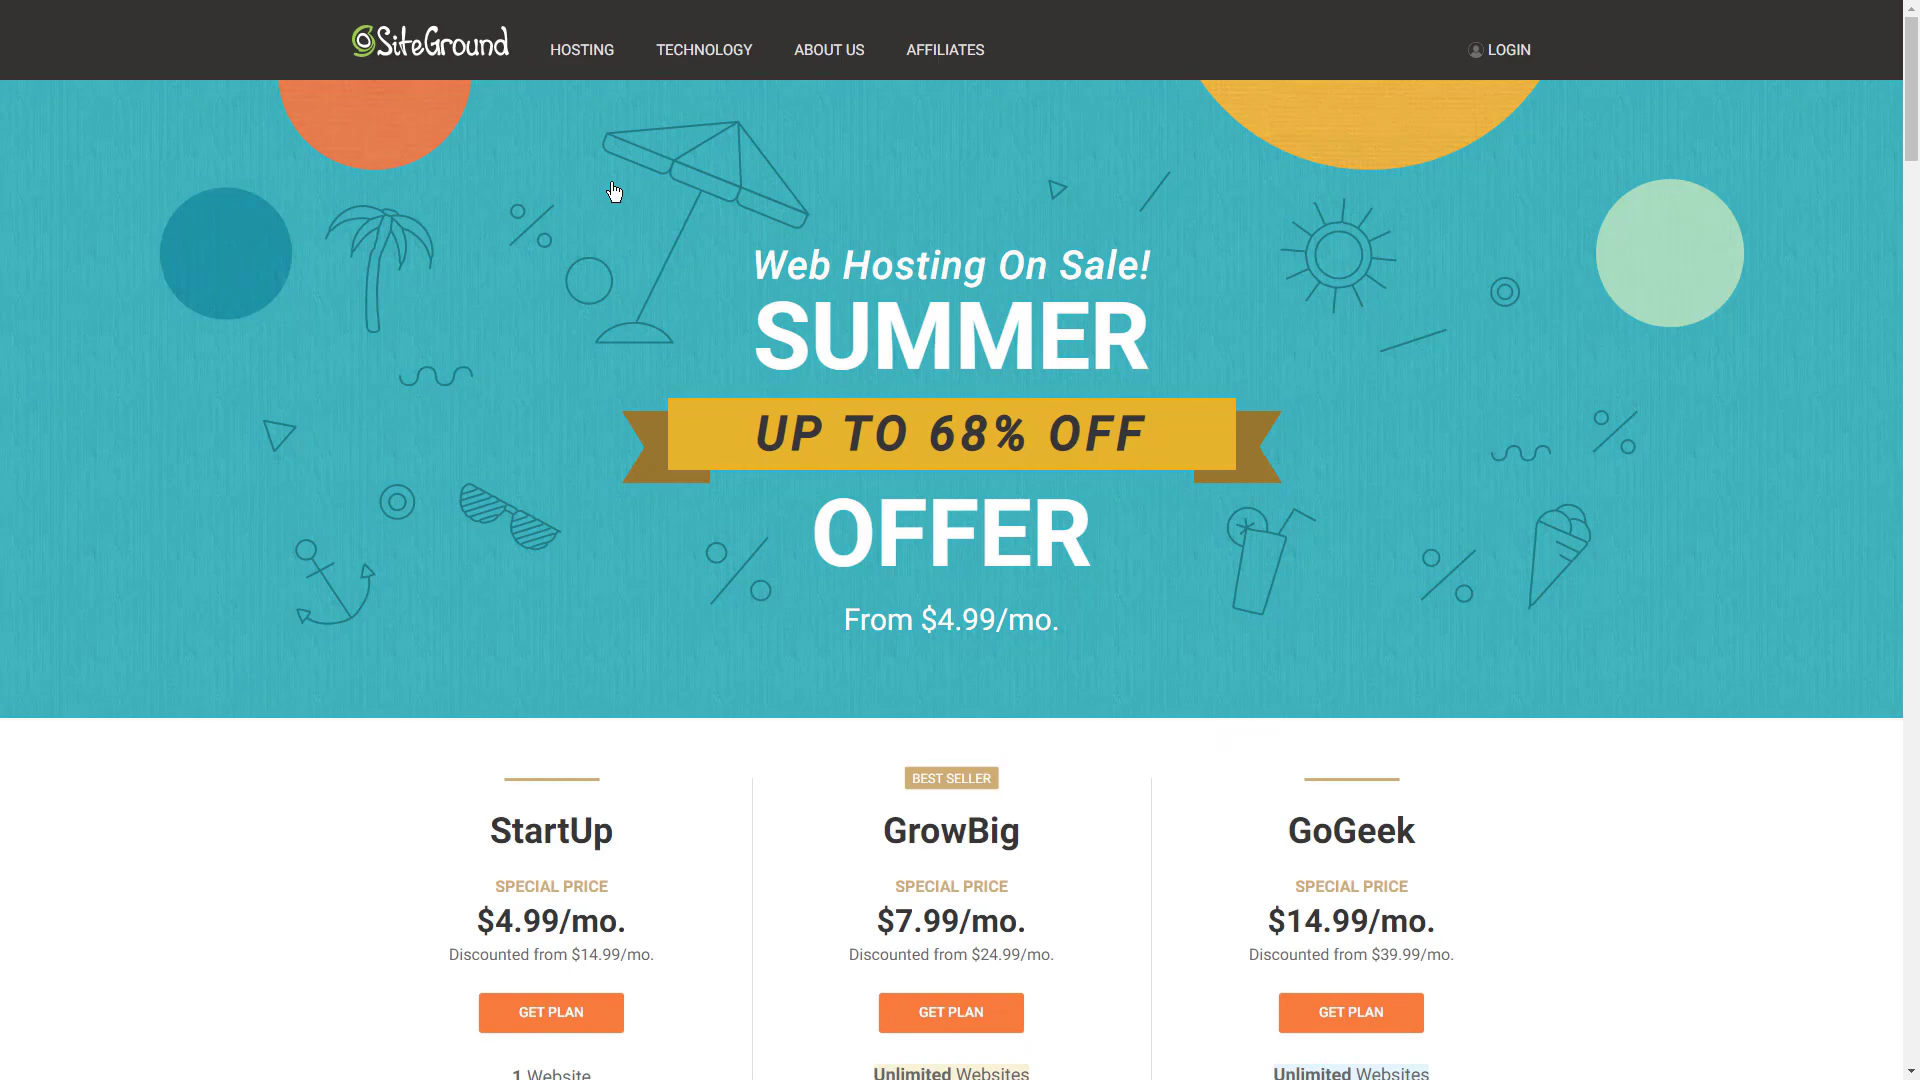 SiteGround
HOSTING
TECHNOLOGY
ABOUT US
AFFILIATES
LOGIN
Web Hosting On Sale!
SUMMER
UP TO 68% OFF
OFFER
From $4.99/mo.
StartUp
SPECIAL PRICE
$4.99/mo.
Discounted from $14.99/mo.
GET PLAN
1 Website
BEST SELLER
GrowBig
SPECIAL PRICE
$7.99/mo.
Discounted from $24.99/mo.
GET PLAN
Unlimited Websites
GoGeek
SPECIAL PRICE
$14.99/mo.
Discounted from $39.99/mo.
GET PLAN
Unlimited Websites